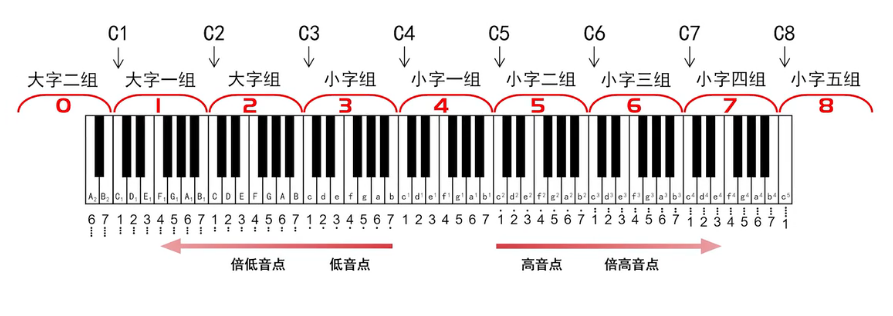 C1 C2 C3 C4 C5 C6 C7 C8
大字二组 大字一组 大字组 小字组 小字一组 小字二组 小字三组 小字四组 小字五组
0 1 2 3 4 5 6 7 8
A₂ B₂ C₁ D₁ E₁ F₁ G₁ A₁ B₁ C D E F G A B c d e f g a b c¹ d¹ e¹ f¹ g¹ a¹ b¹ c² d² e² f² g² a² b² c³ d³ e³ f³ g³ a³ b³ c⁴ d⁴ e⁴ f⁴ g⁴ a⁴ b⁴ c⁵
6 7 1 2 3 4 5 6 7 1 2 3 4 5 6 7 1 2 3 4 5 6 7 1 2 3 4 5 6 7 1 2 3 4 5 6 7 1 2 3 4 5 6 7 1 2 3 4 5 6 7 1
倍低音点 低音点 高音点 倍高音点